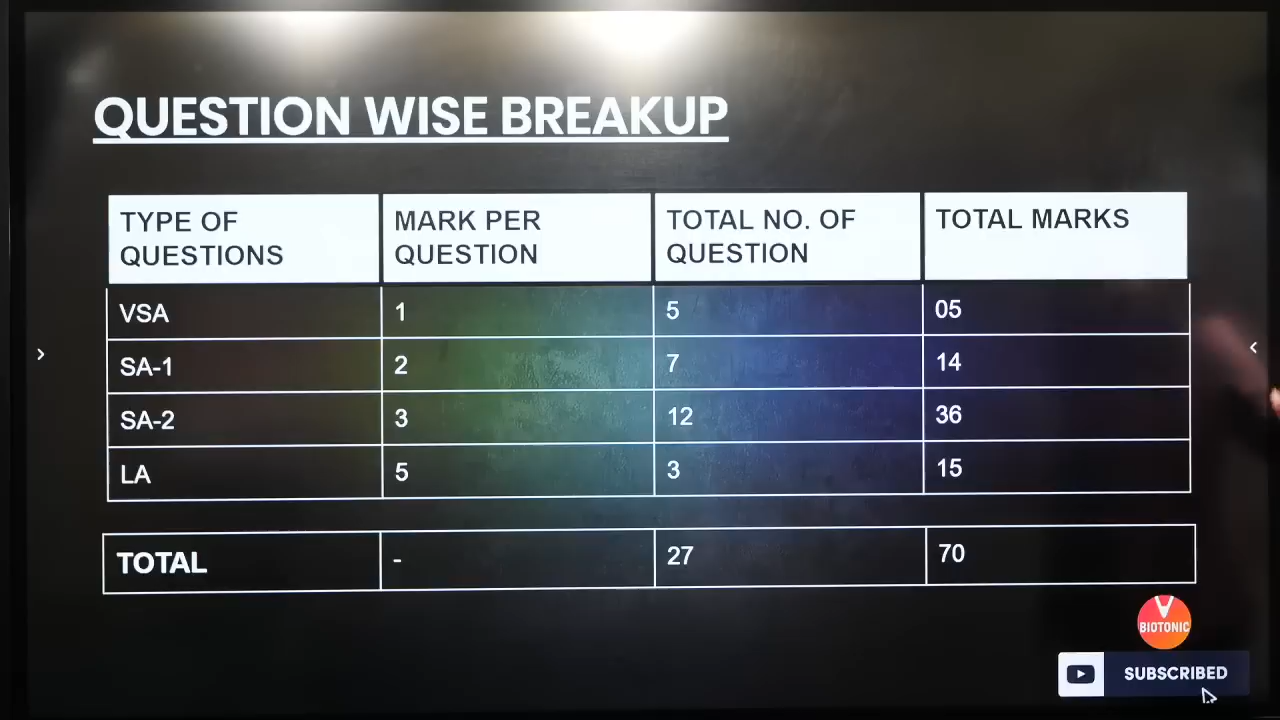 QUESTION WISE BREAKUP
TYPE OF QUESTIONS MARK PER QUESTION TOTAL NO. OF QUESTION TOTAL MARKS
VSA 1 5 05
SA-1 2 7 14
SA-2 3 12 36
LA 5 3 15
TOTAL - 27 70
V
BIOTONIC
SUBSCRIBED